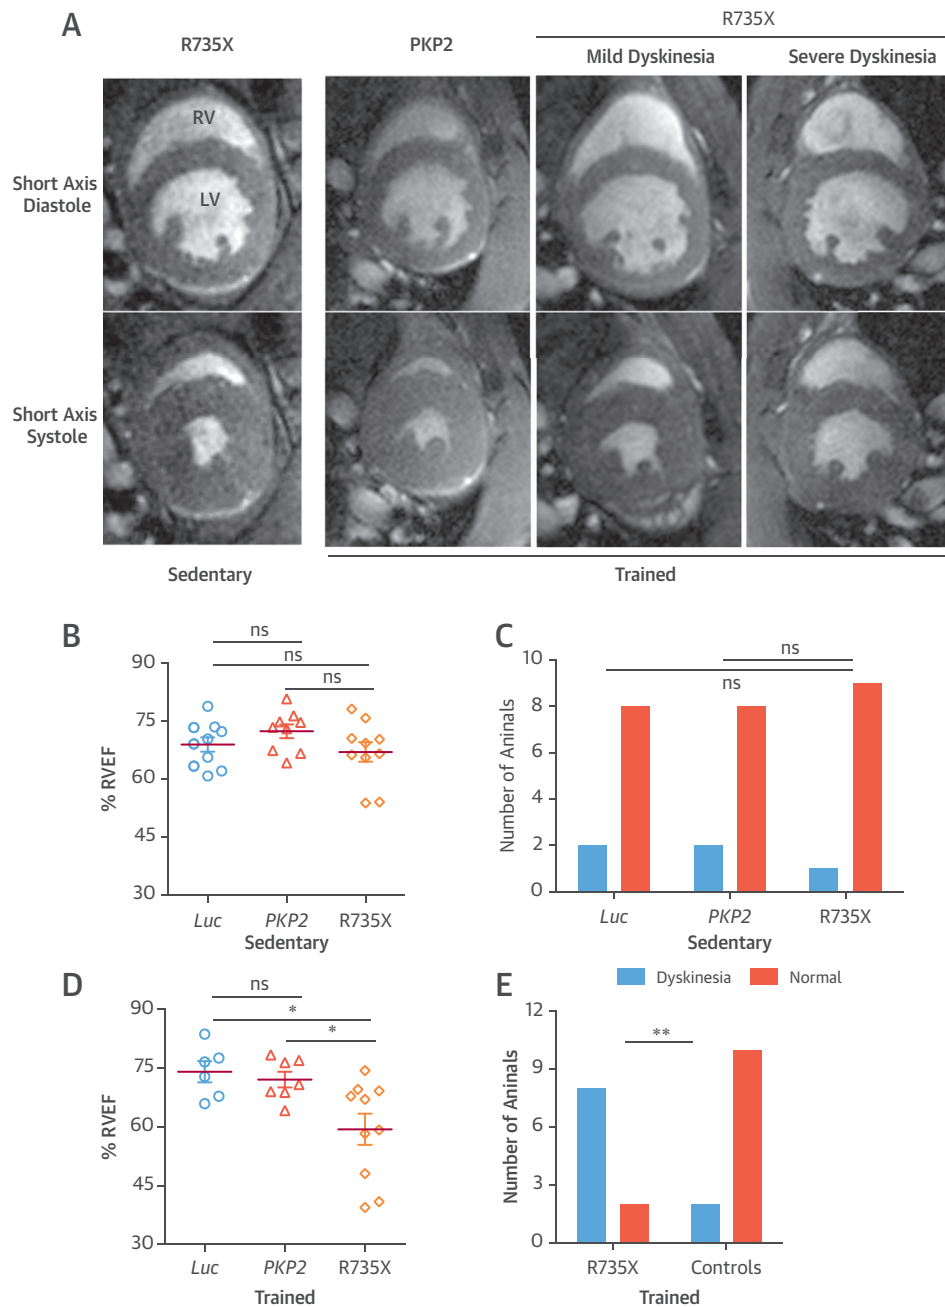 A
R735X
PKP2
R735X
Mild Dyskinesia
Severe Dyskinesia
Short Axis
Diastole
RV
LV
Short Axis
Systole
Sedentary
Trained
B
ns
ns
ns
90
75
60
45
30
% RVEF
Luc
PKP2
R735X
Sedentary
C
ns
ns
10
8
6
4
2
0
Number of Aninals
Luc
PKP2
R735X
Sedentary
Dyskinesia
Normal
D
ns
*
*
90
75
60
45
30
% RVEF
Luc
PKP2
R735X
Trained
E
**
12
9
6
3
0
Number of Aninals
R735X
Controls
Trained